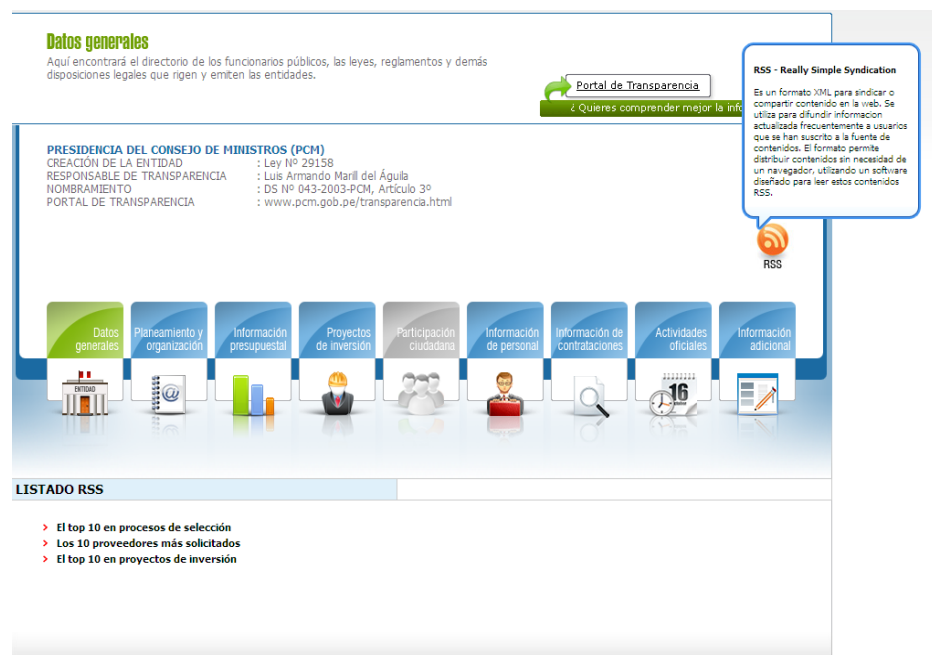 Datos generales
Aquí encontrará el directorio de los funcionarios públicos, las leyes, reglamentos y demás
disposiciones legales que rigen y emiten las entidades.
Portal de Transparencia
¿ Quieres comprender mejor la info
RSS - Really Simple Syndication
Es un formato XML para sindicar o
compartir contenido en la web. Se
utiliza para difundir informacion
actualizada frecuentemente a usuarios
que se han suscrito a la fuente de
contenidos. El formato permite
distribuir contenidos sin necesidad de
un navegador, utilizando un software
diseñado para leer estos contenidos
RSS.
RSS
PRESIDENCIA DEL CONSEJO DE MINISTROS (PCM)
CREACIÓN DE LA ENTIDAD : Ley Nº 29158
RESPONSABLE DE TRANSPARENCIA : Luis Armando Marill del Águila
NOMBRAMIENTO : DS Nº 043-2003-PCM, Artículo 3º
PORTAL DE TRANSPARENCIA : www.pcm.gob.pe/transparencia.html
Datos
generales
Planeamiento y
organización
Información
presupuestal
Proyectos
de inversión
Participación
ciudadana
Información
de personal
Información de
contrataciones
Actividades
oficiales
Información
adicional
ENTIDAD
@
16
LISTADO RSS
El top 10 en procesos de selección
Los 10 proveedores más solicitados
El top 10 en proyectos de inversión